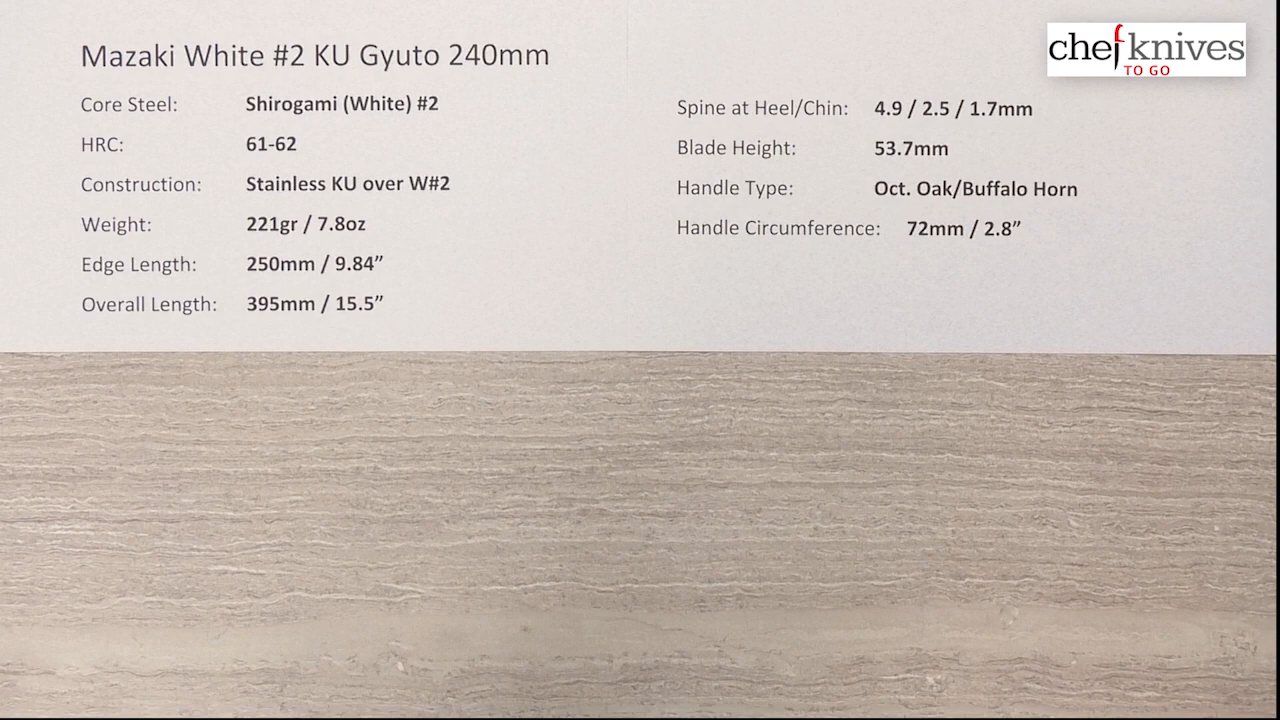 Mazaki White #2 KU Gyuto 240mm
Core Steel: Shirogami (White) #2
HRC: 61-62
Construction: Stainless KU over W#2
Weight: 221gr / 7.8oz
Edge Length: 250mm / 9.84”
Overall Length: 395mm / 15.5”
Spine at Heel/Chin: 4.9 / 2.5 / 1.7mm
Blade Height: 53.7mm
Handle Type: Oct. Oak/Buffalo Horn
Handle Circumference: 72mm / 2.8”
chefknives
TO GO